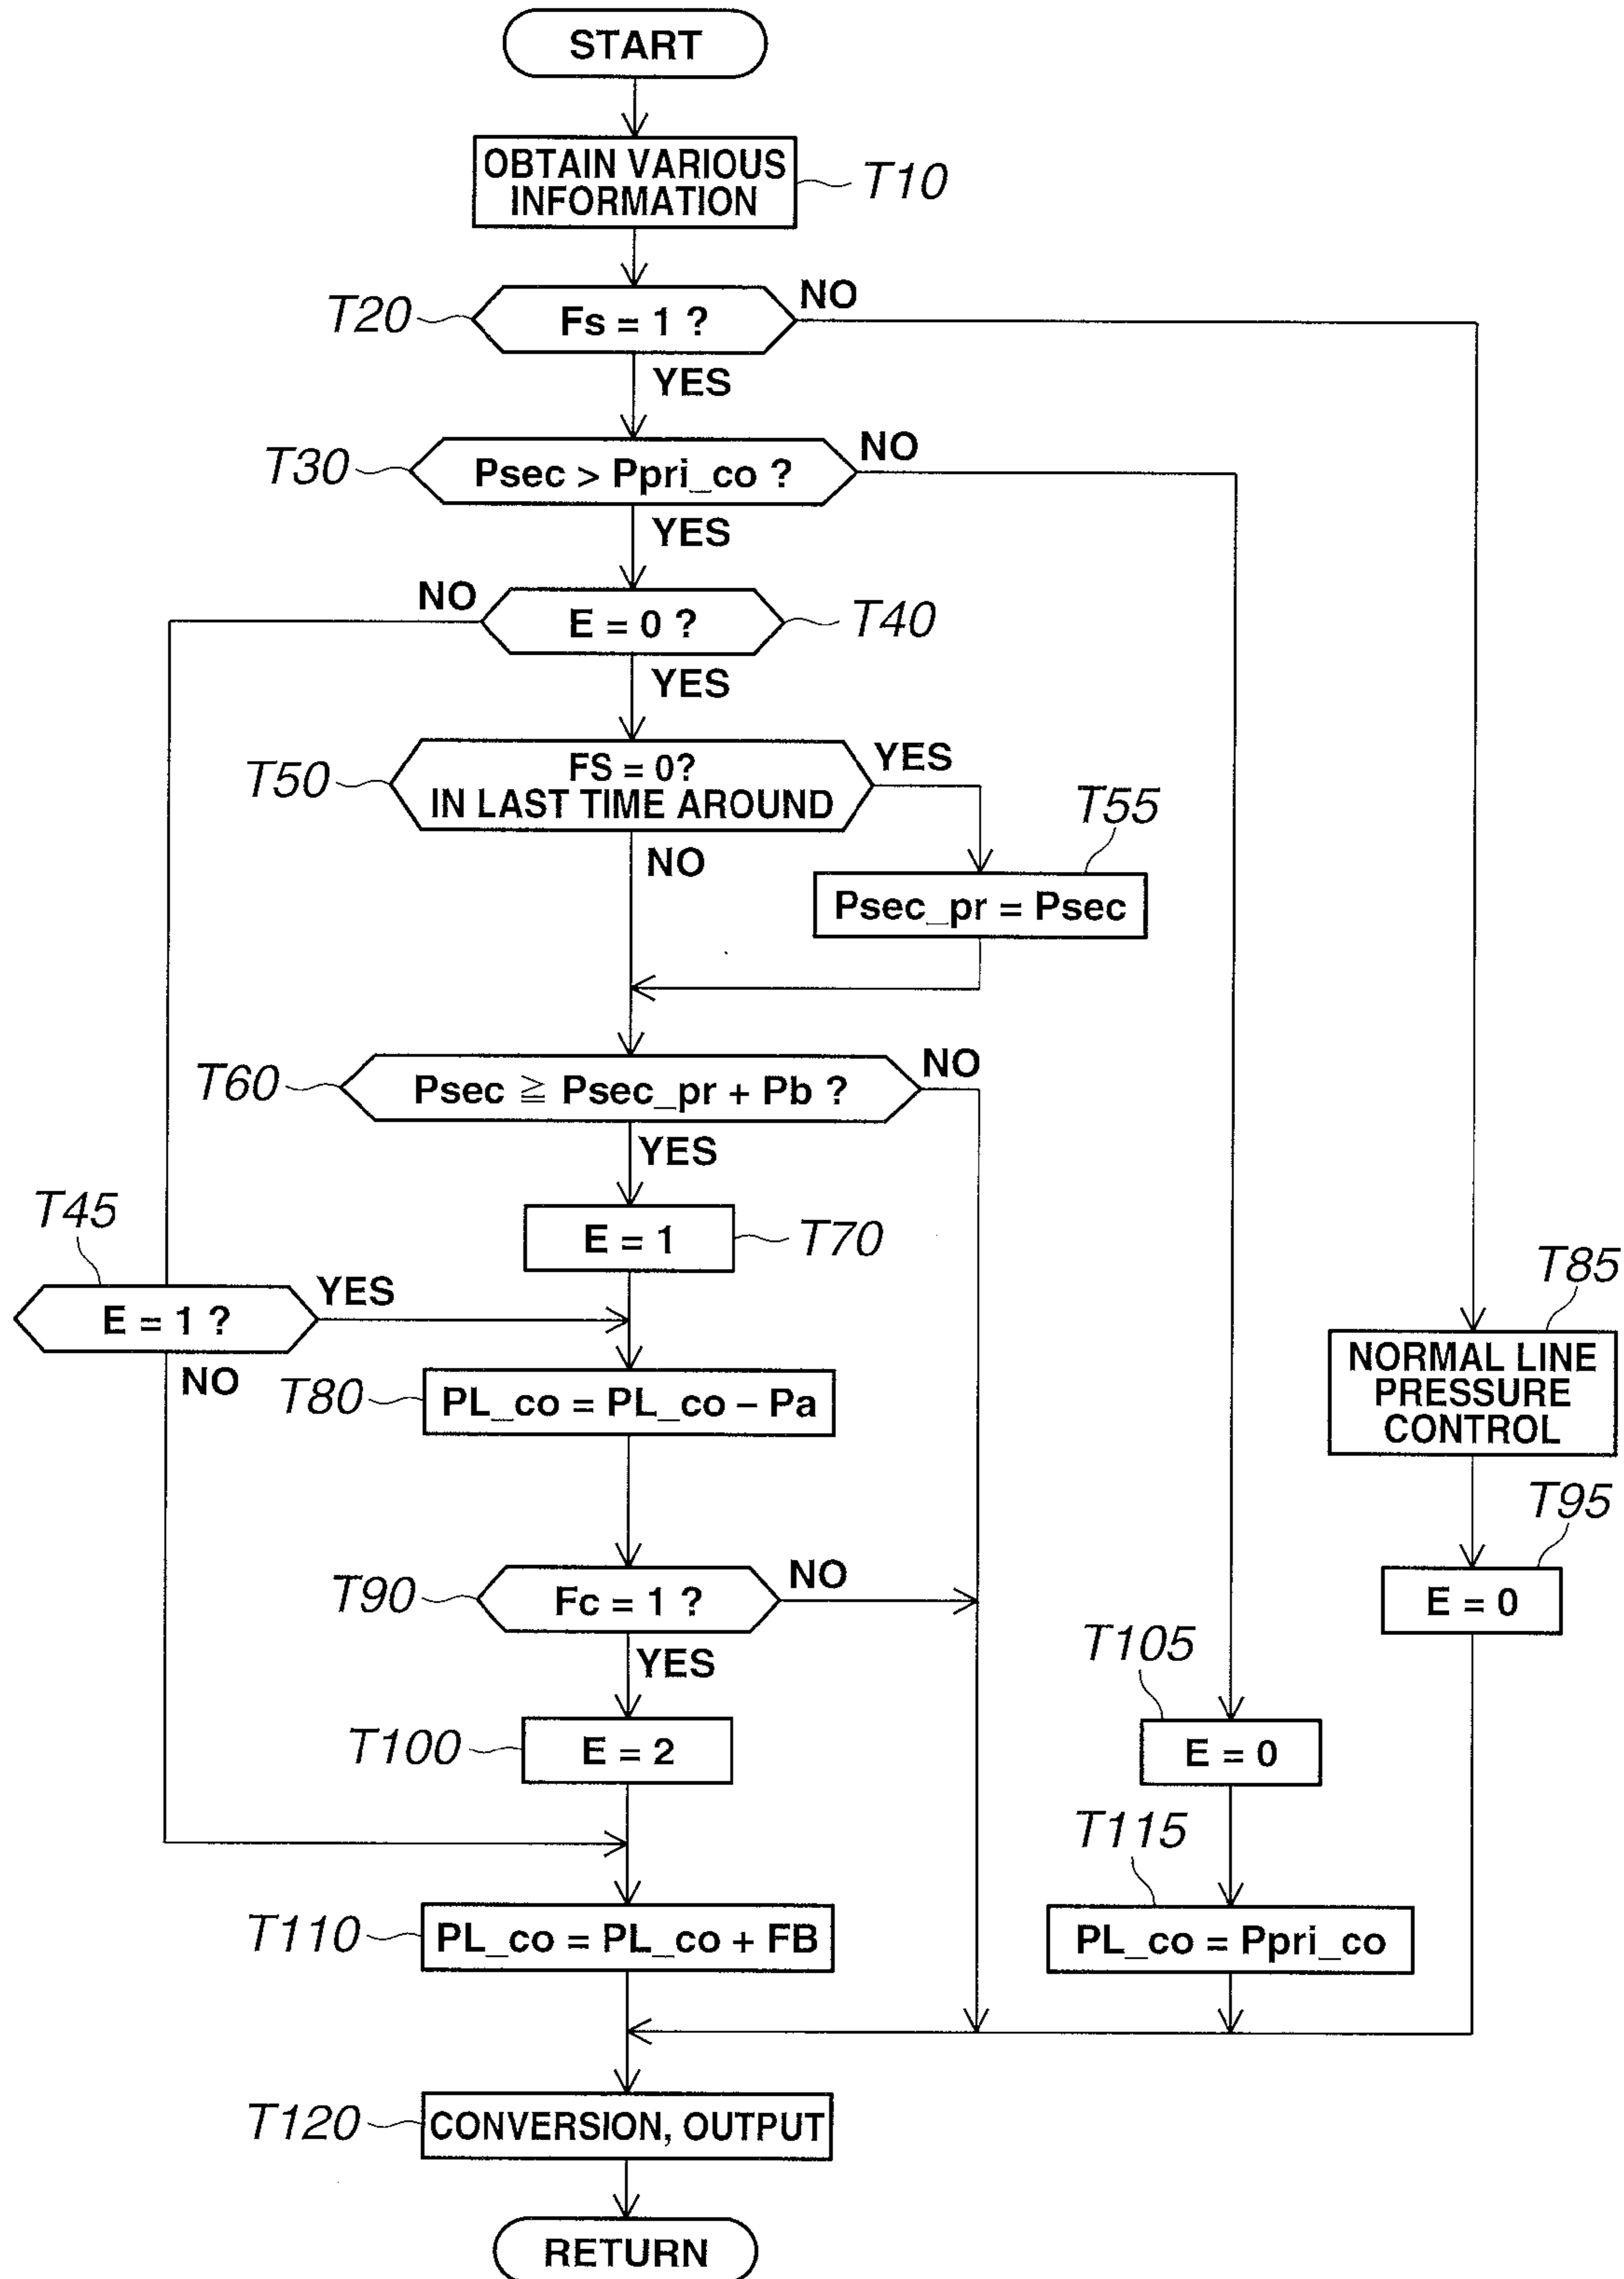 START
OBTAIN VARIOUS
INFORMATION
T10
T20
Fs = 1 ?
NO
YES
T30
Psec > Ppri_co ?
NO
YES
NO
E = 0 ?
T40
YES
T50
FS = 0?
IN LAST TIME AROUND
YES
NO
T55
Psec_pr = Psec
T60
Psec ≧ Psec_pr + Pb ?
NO
YES
T45
E = 1
T70
E = 1 ?
YES
NO
T80
PL_co = PL_co – Pa
T85
NORMAL LINE
PRESSURE
CONTROL
T90
Fc = 1 ?
NO
YES
T95
E = 0
T100
E = 2
T105
E = 0
T110
PL_co = PL_co + FB
T115
PL_co = Ppri_co
T120
CONVERSION, OUTPUT
RETURN